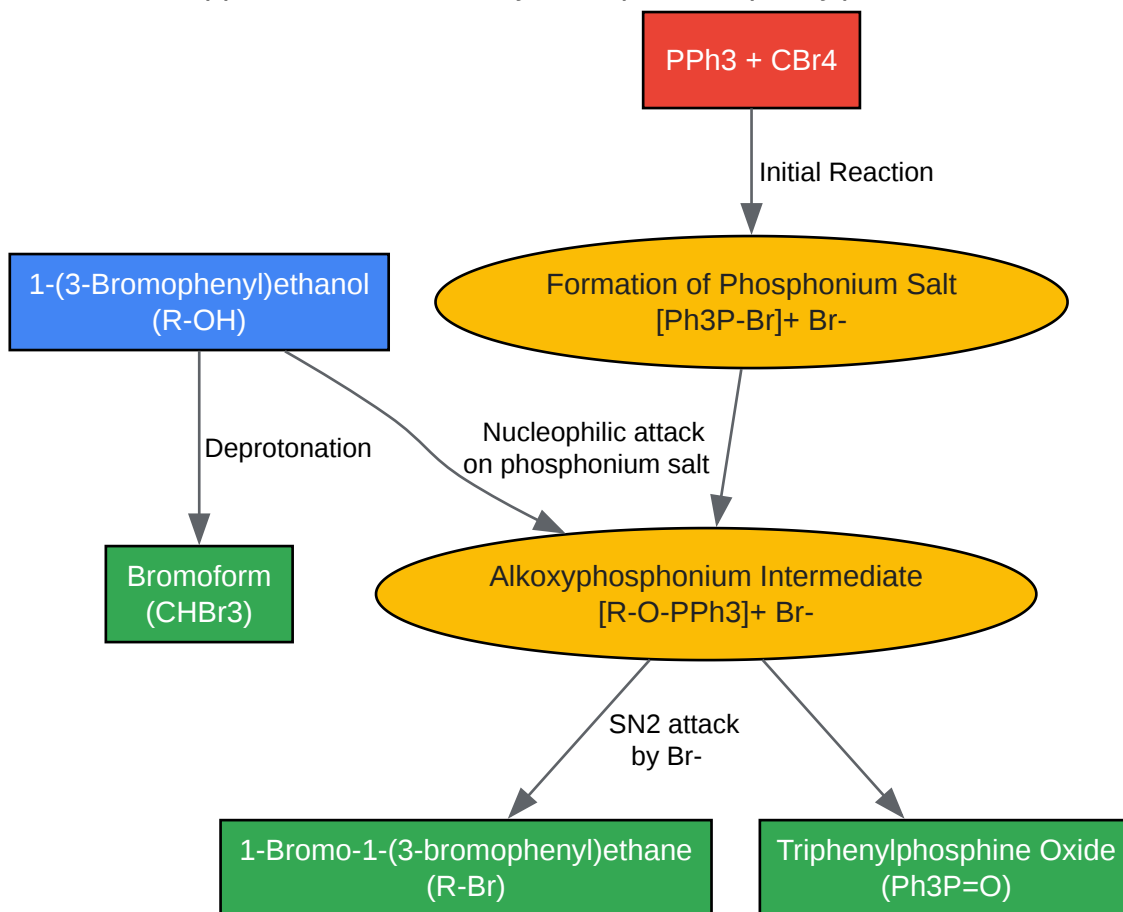 PPh3 + CBr4
Initial Reaction
1-(3-Bromophenyl)ethanol
(R-OH)
Formation of Phosphonium Salt
[Ph3P-Br]+ Br-
Deprotonation
Nucleophilic attack
on phosphonium salt
Bromoform
(CHBr3)
Alkoxyphosphonium Intermediate
[R-O-PPh3]+ Br-
SN2 attack
by Br-
1-Bromo-1-(3-bromophenyl)ethane
(R-Br)
Triphenylphosphine Oxide
(Ph3P=O)